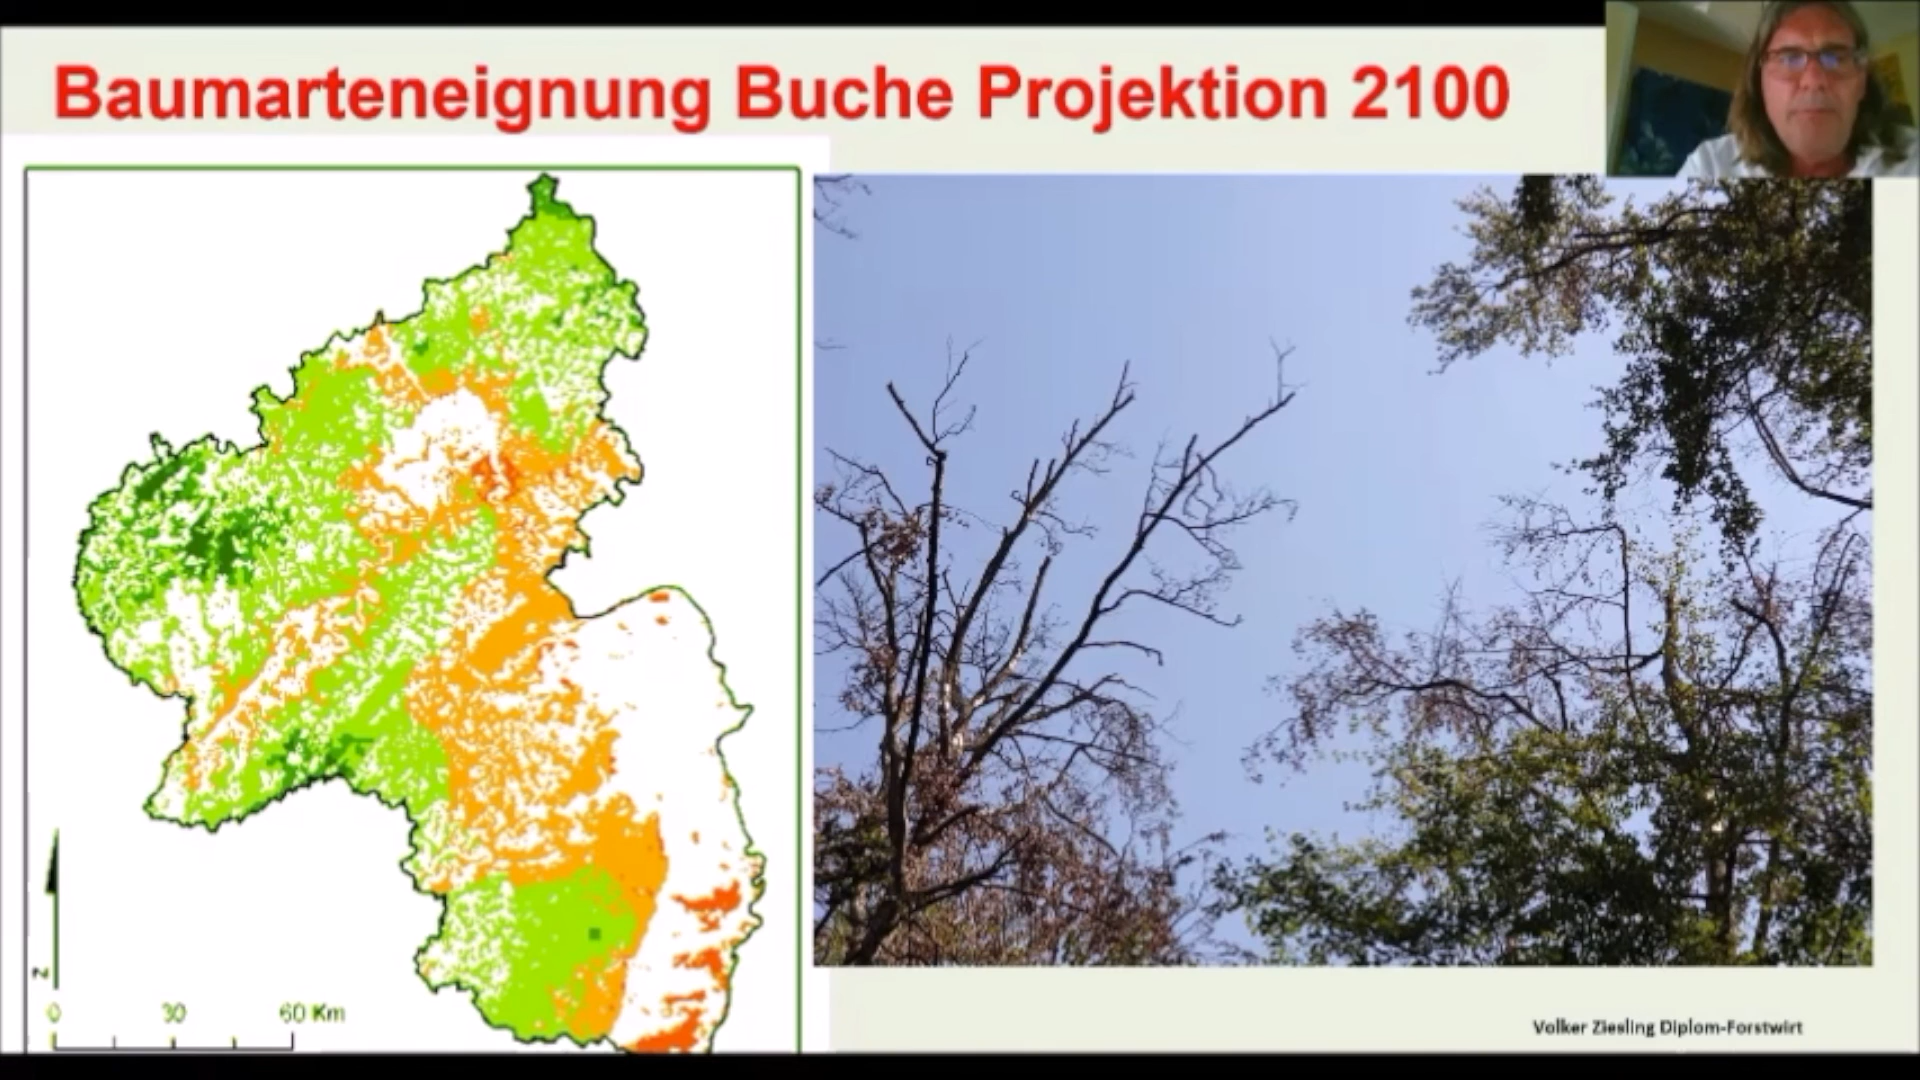 Baumarteneignung Buche Projektion 2100
N
0 30 60 Km
Volker Ziesling Diplom-Forstwirt